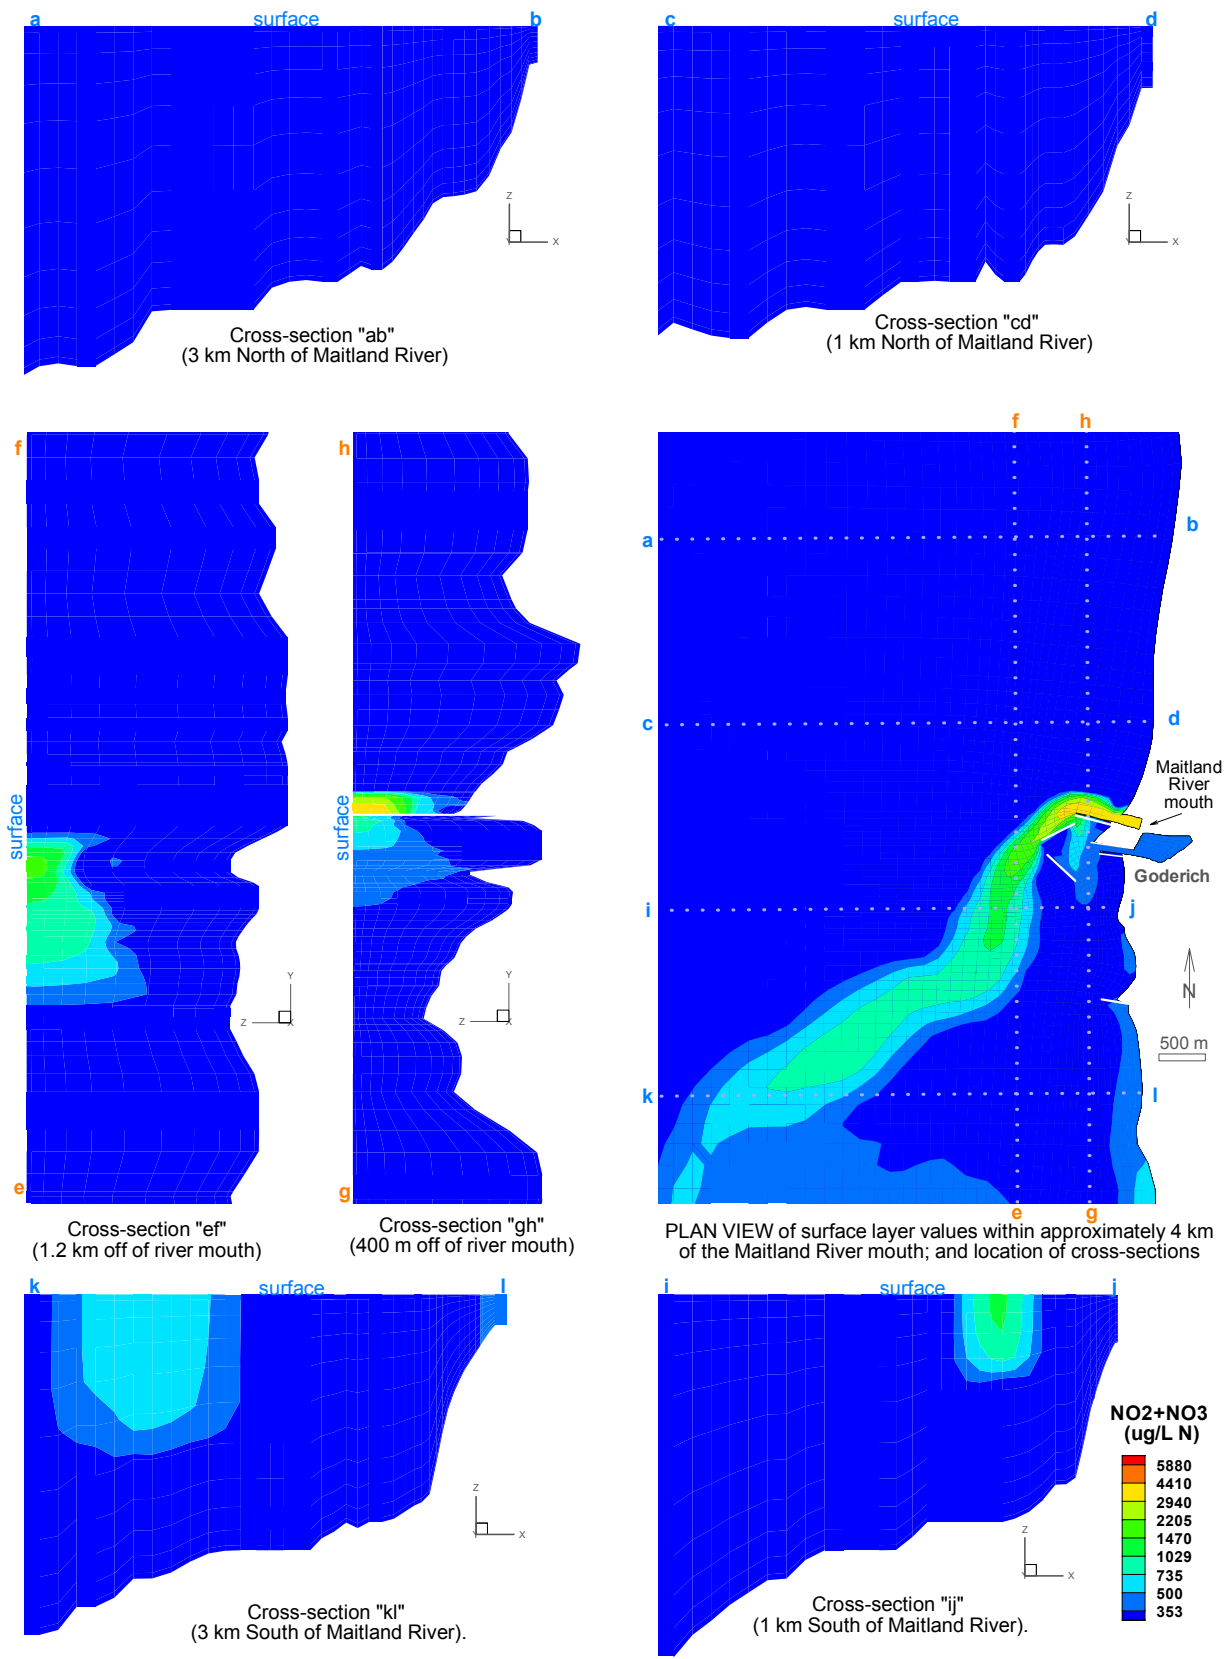 a surface b
c surface d
Z
X
Y
Z
X
Y
Cross-section "ab"
(3 km North of Maitland River)
Cross-section "cd"
(1 km North of Maitland River)
f
surface
e
Y
Z
X
Cross-section "ef"
(1.2 km off of river mouth)
h
surface
g
Y
Z
X
Cross-section "gh"
(400 m off of river mouth)
f h
a b
c d
Maitland
River
mouth
Goderich
i j
N
500 m
k l
e g
PLAN VIEW of surface layer values within approximately 4 km
of the Maitland River mouth; and location of cross-sections
k surface l
Z
X
Y
Cross-section "kl"
(3 km South of Maitland River).
i surface j
Z
X
Y
Cross-section "ij"
(1 km South of Maitland River).
NO2+NO3
(ug/L N)
5880
4410
2940
2205
1470
1029
735
500
353